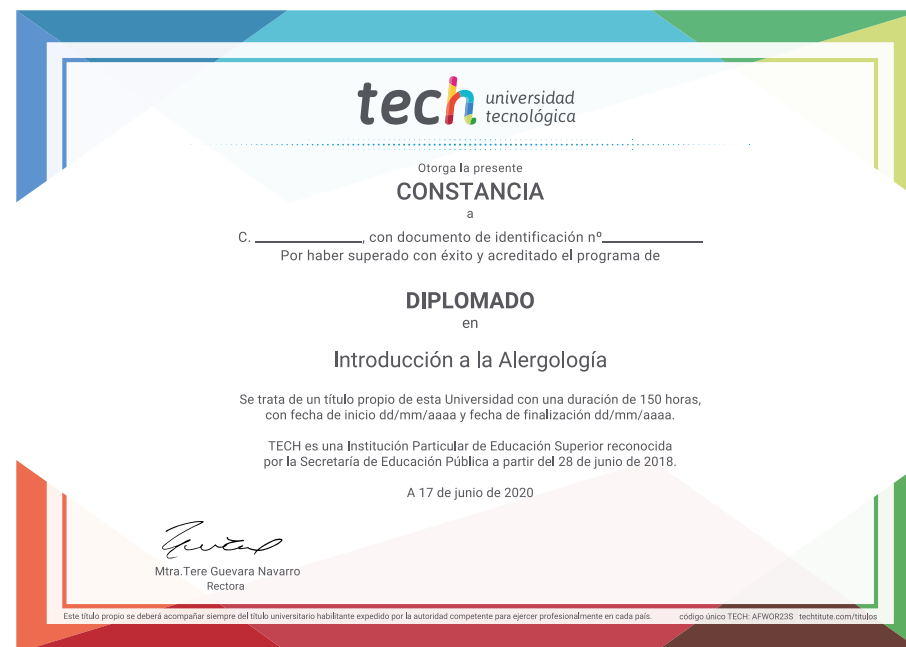 tech universidad
tecnológica
Otorga la presente
CONSTANCIA
a
C. ____________, con documento de identificación nº____________
Por haber superado con éxito y acreditado el programa de
DIPLOMADO
en
Introducción a la Alergología
Se trata de un título propio de esta Universidad con una duración de 150 horas,
con fecha de inicio dd/mm/aaaa y fecha de finalización dd/mm/aaaa.
TECH es una Institución Particular de Educación Superior reconocida
por la Secretaría de Educación Pública a partir del 28 de junio de 2018.
A 17 de junio de 2020
Mtra.Tere Guevara Navarro
Rectora
Este título propio se deberá acompañar siempre del título universitario habilitante expedido por la autoridad competente para ejercer profesionalmente en cada país. código único TECH: AFWOR23S techtitute.com/titulos